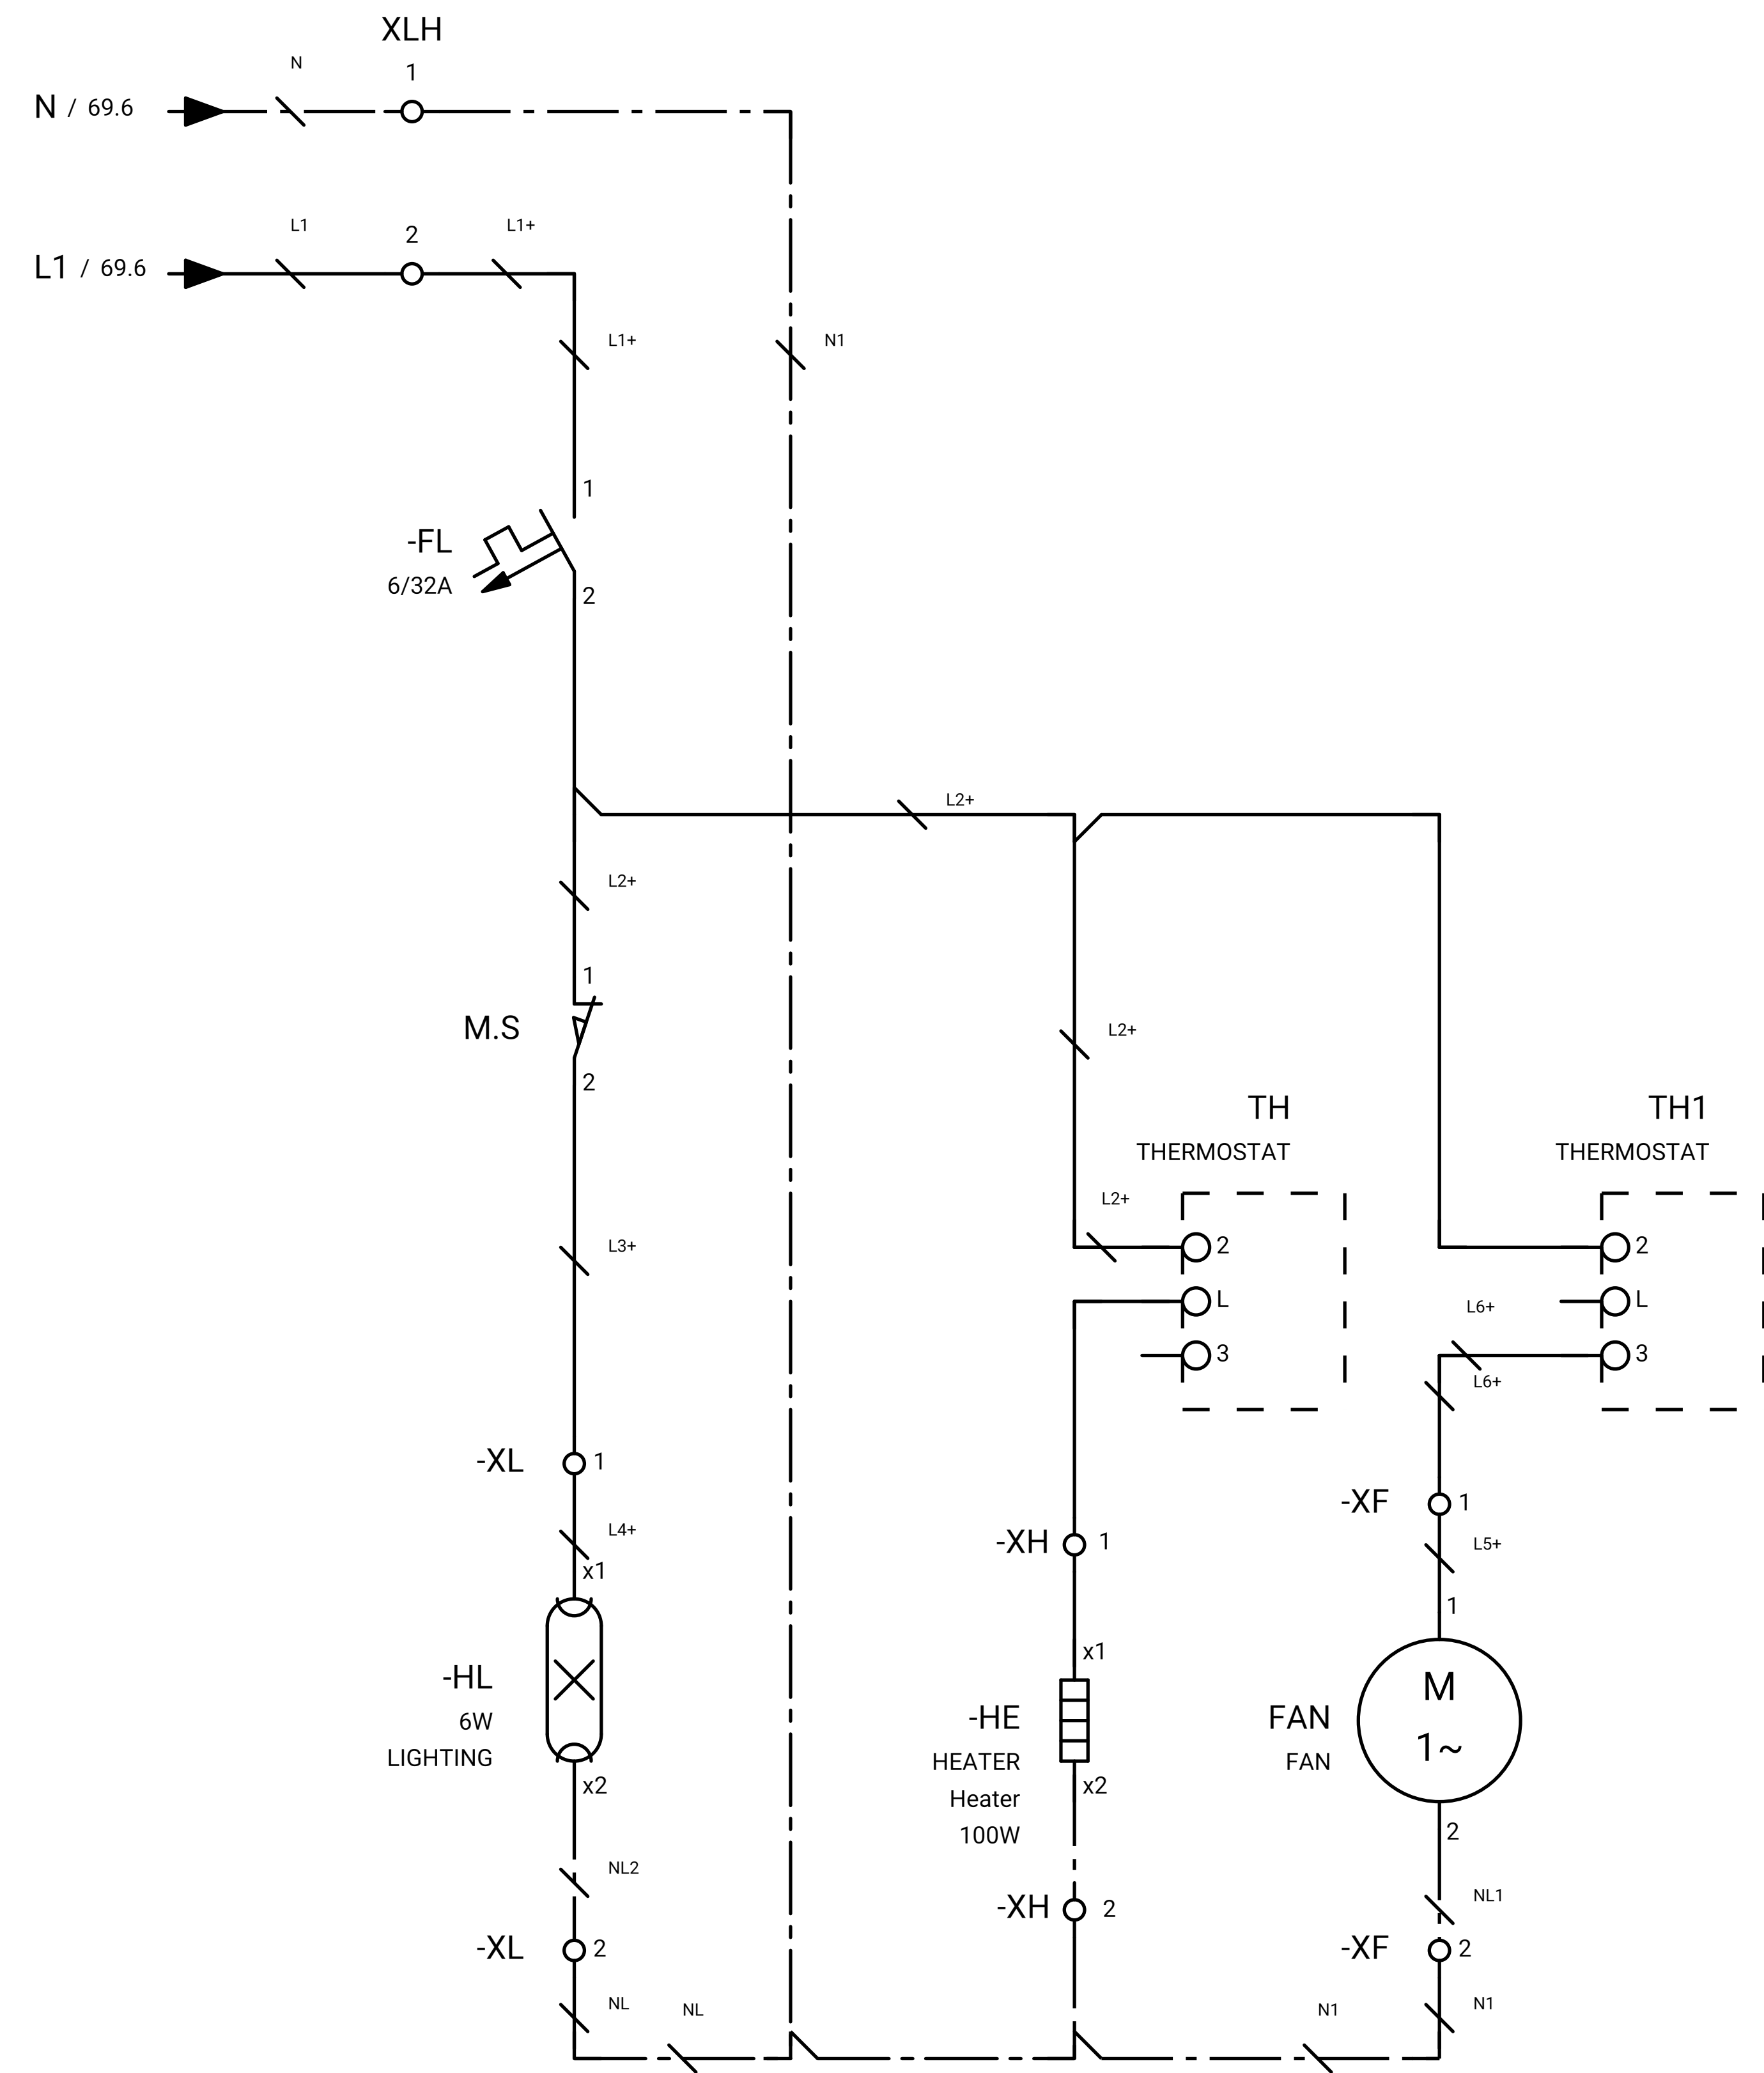 XLH
N
1
N / 69.6
L1
2
L1+
L1 / 69.6
L1+
N1
1
-FL
6/32A
2
L2+
L2+
1
M.S
2
L2+
TH
THERMOSTAT
TH1
THERMOSTAT
L2+
2
L
3
2
L
3
L3+
L6+
L6+
-XL
1
-XF
1
L4+
x1
-XH
1
L5+
1
x1
-HL
6W
LIGHTING
x2
-HE
HEATER
Heater
100W
x2
FAN
FAN
M
1~
2
NL2
NL1
-XH
2
-XL
2
-XF
2
NL
NL
N1
N1